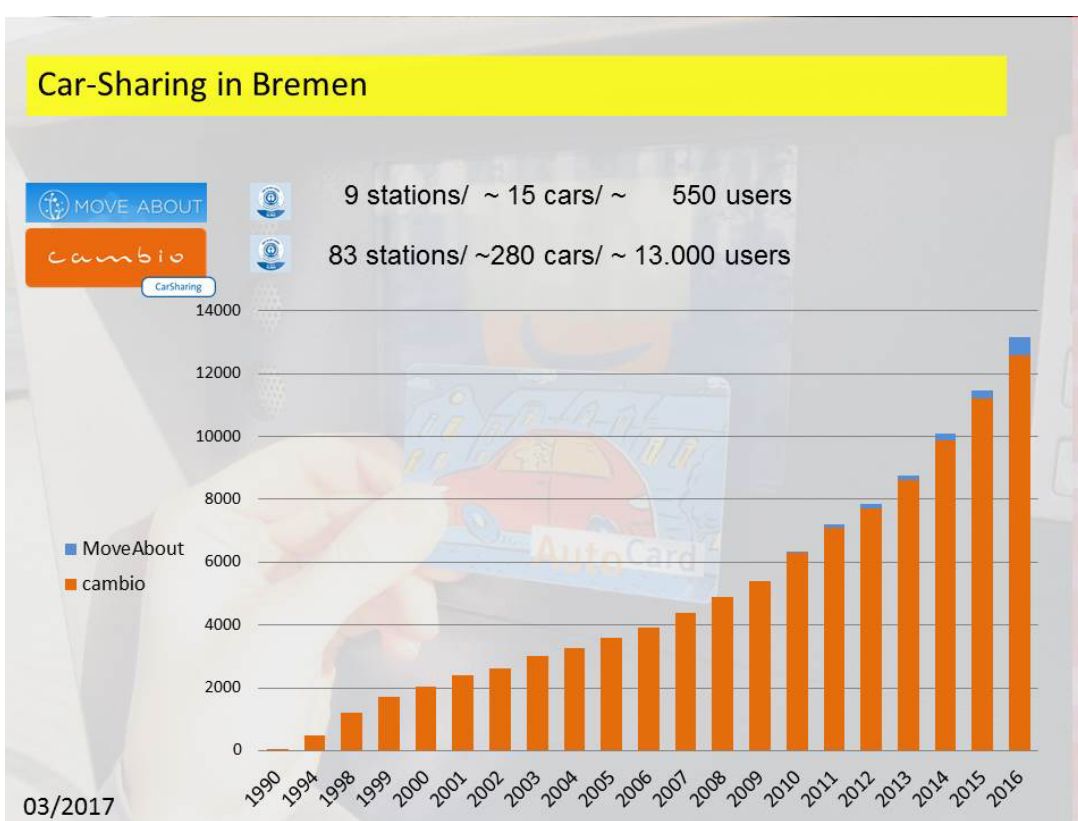 Car-Sharing in Bremen
MOVE ABOUT
9 stations/ ~ 15 cars/ ~ 550 users
cambio
CarSharing
83 stations/ ~280 cars/ ~ 13.000 users
14000
12000
10000
8000
6000
4000
2000
0
MoveAbout
cambio
AutoCard
1990 1994 1998 1999 2000 2001 2002 2003 2004 2005 2006 2007 2008 2009 2010 2011 2012 2013 2014 2015 2016
03/2017